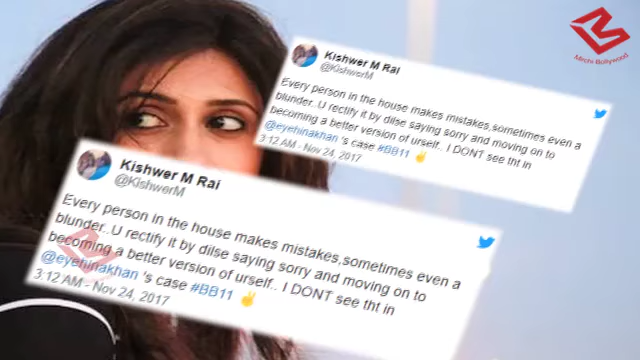 Mirchi Bollywood
Kishwer M Rai
@KishwerM
Every person in the house makes mistakes,sometimes even a
blunder..U rectify it by dilse saying sorry and moving on to
becoming a better version of urself.. I DONT see tht in
@eyehinakhan 's case #BB11 ✌
3:12 AM - Nov 24, 2017
Kishwer M Rai
@KishwerM
Every person in the house makes mistakes,sometimes even a
blunder..U rectify it by dilse saying sorry and moving on to
becoming a better version of urself.. I DONT see tht in
@eyehinakhan 's case #BB11 ✌
3:12 AM - Nov 24, 2017